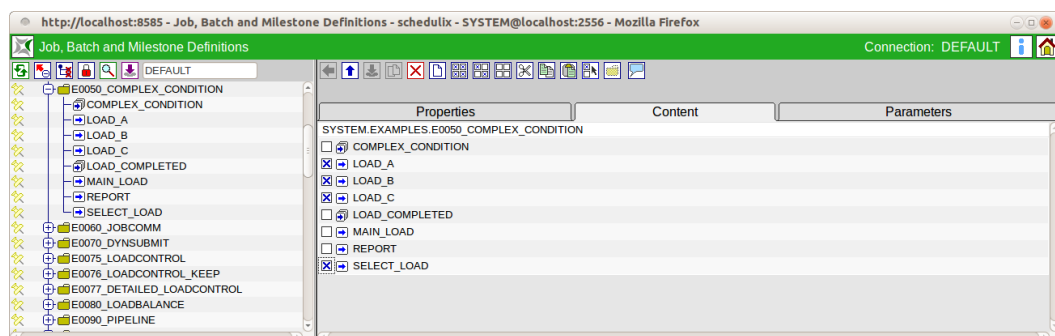 http://localhost:8585 - Job, Batch and Milestone Definitions - schedulix - SYSTEM@localhost:2556 - Mozilla Firefox
Job, Batch and Milestone Definitions
Connection: DEFAULT
DEFAULT
E0050_COMPLEX_CONDITION
COMPLEX_CONDITION
LOAD_A
LOAD_B
LOAD_C
LOAD_COMPLETED
MAIN_LOAD
REPORT
SELECT_LOAD
E0060_JOBCOMM
E0070_DYNSUBMIT
E0075_LOADCONTROL
E0076_LOADCONTROL_KEEP
E0077_DETAILED_LOADCONTROL
E0080_LOADBALANCE
E0090_PIPELINE
Properties
Content
Parameters
SYSTEM.EXAMPLES.E0050_COMPLEX_CONDITION
COMPLEX_CONDITION
LOAD_A
LOAD_B
LOAD_C
LOAD_COMPLETED
MAIN_LOAD
REPORT
SELECT_LOAD